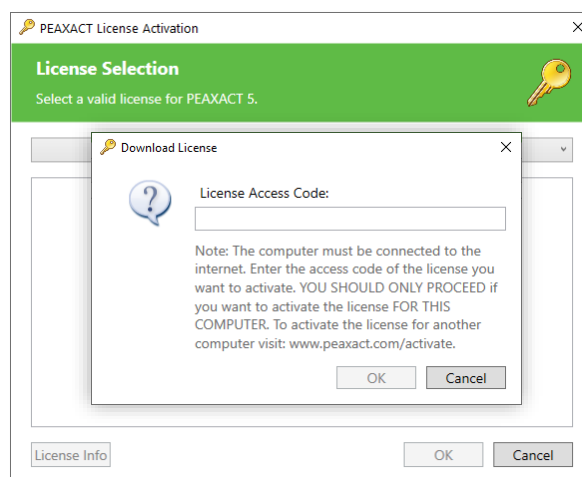 PEAXACT License Activation
License Selection
Select a valid license for PEAXACT 5.
Download License
License Access Code:
Note: The computer must be connected to the
internet. Enter the access code of the license you
want to activate. YOU SHOULD ONLY PROCEED if
you want to activate the license FOR THIS
COMPUTER. To activate the license for another
computer visit: www.peaxact.com/activate.
OK Cancel
License Info OK Cancel